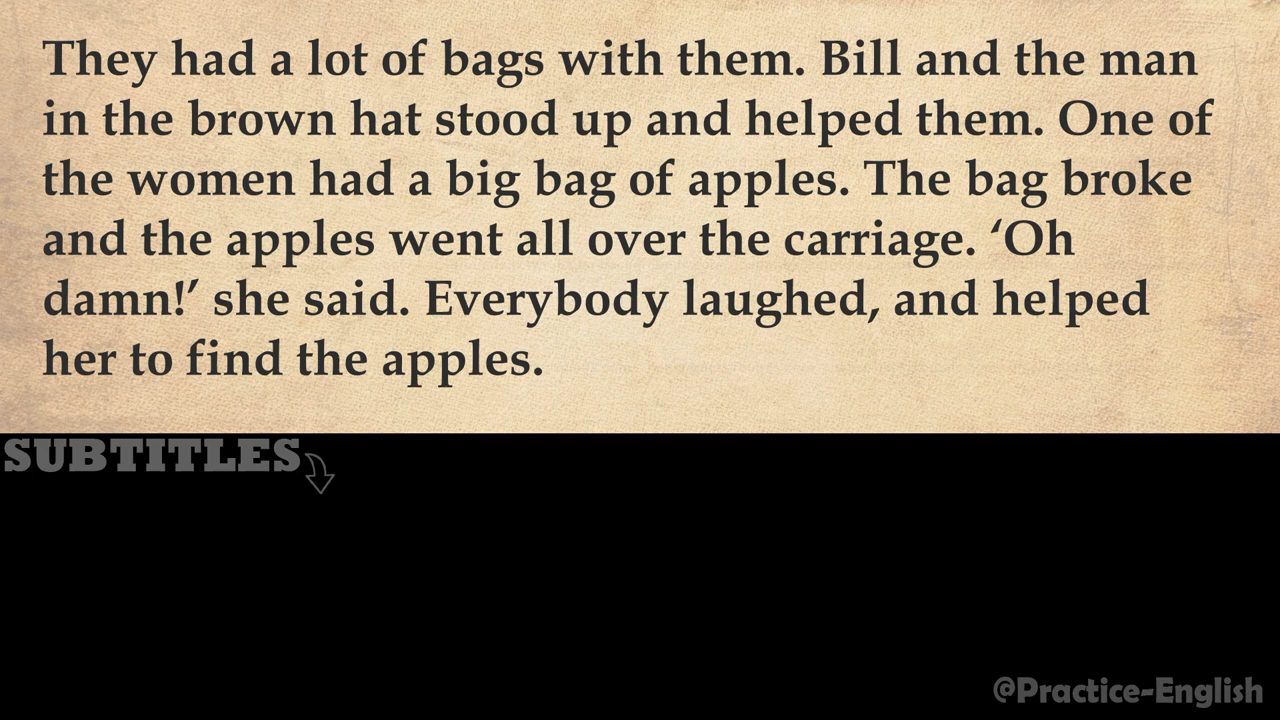 They had a lot of bags with them. Bill and the man
in the brown hat stood up and helped them. One of
the women had a big bag of apples. The bag broke
and the apples went all over the carriage. ‘Oh
damn!’ she said. Everybody laughed, and helped
her to find the apples.
SUBTITLES
@Practice-English